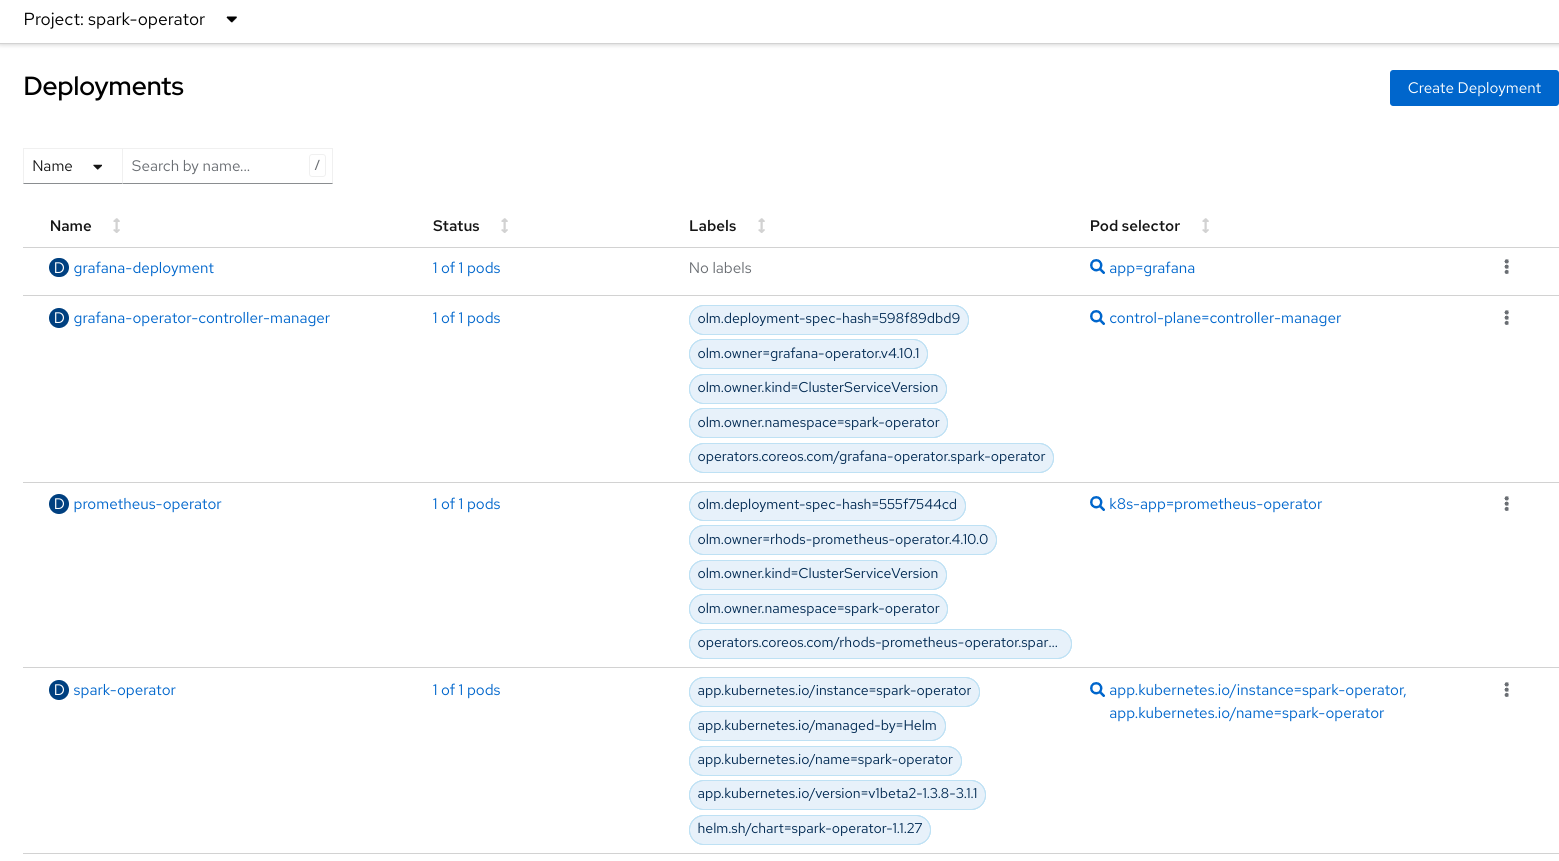 Project: spark-operator
Deployments
Create Deployment
Name Search by name... /
Name Status Labels Pod selector
D grafana-deployment 1 of 1 pods No labels app=grafana
D grafana-operator-controller-manager 1 of 1 pods olm.deployment-spec-hash=598f89dbd9 control-plane=controller-manager
olm.owner=grafana-operator.v4.10.1
olm.owner.kind=ClusterServiceVersion
olm.owner.namespace=spark-operator
operators.coreos.com/grafana-operator.spark-operator
D prometheus-operator 1 of 1 pods olm.deployment-spec-hash=555f7544cd k8s-app=prometheus-operator
olm.owner=rhods-prometheus-operator.4.10.0
olm.owner.kind=ClusterServiceVersion
olm.owner.namespace=spark-operator
operators.coreos.com/rhods-prometheus-operator.spar...
D spark-operator 1 of 1 pods app.kubernetes.io/instance=spark-operator app.kubernetes.io/instance=spark-operator,
app.kubernetes.io/name=spark-operator
app.kubernetes.io/managed-by=Helm
app.kubernetes.io/name=spark-operator
app.kubernetes.io/version=v1beta2-1.3.8-3.1.1
helm.sh/chart=spark-operator-1.1.27